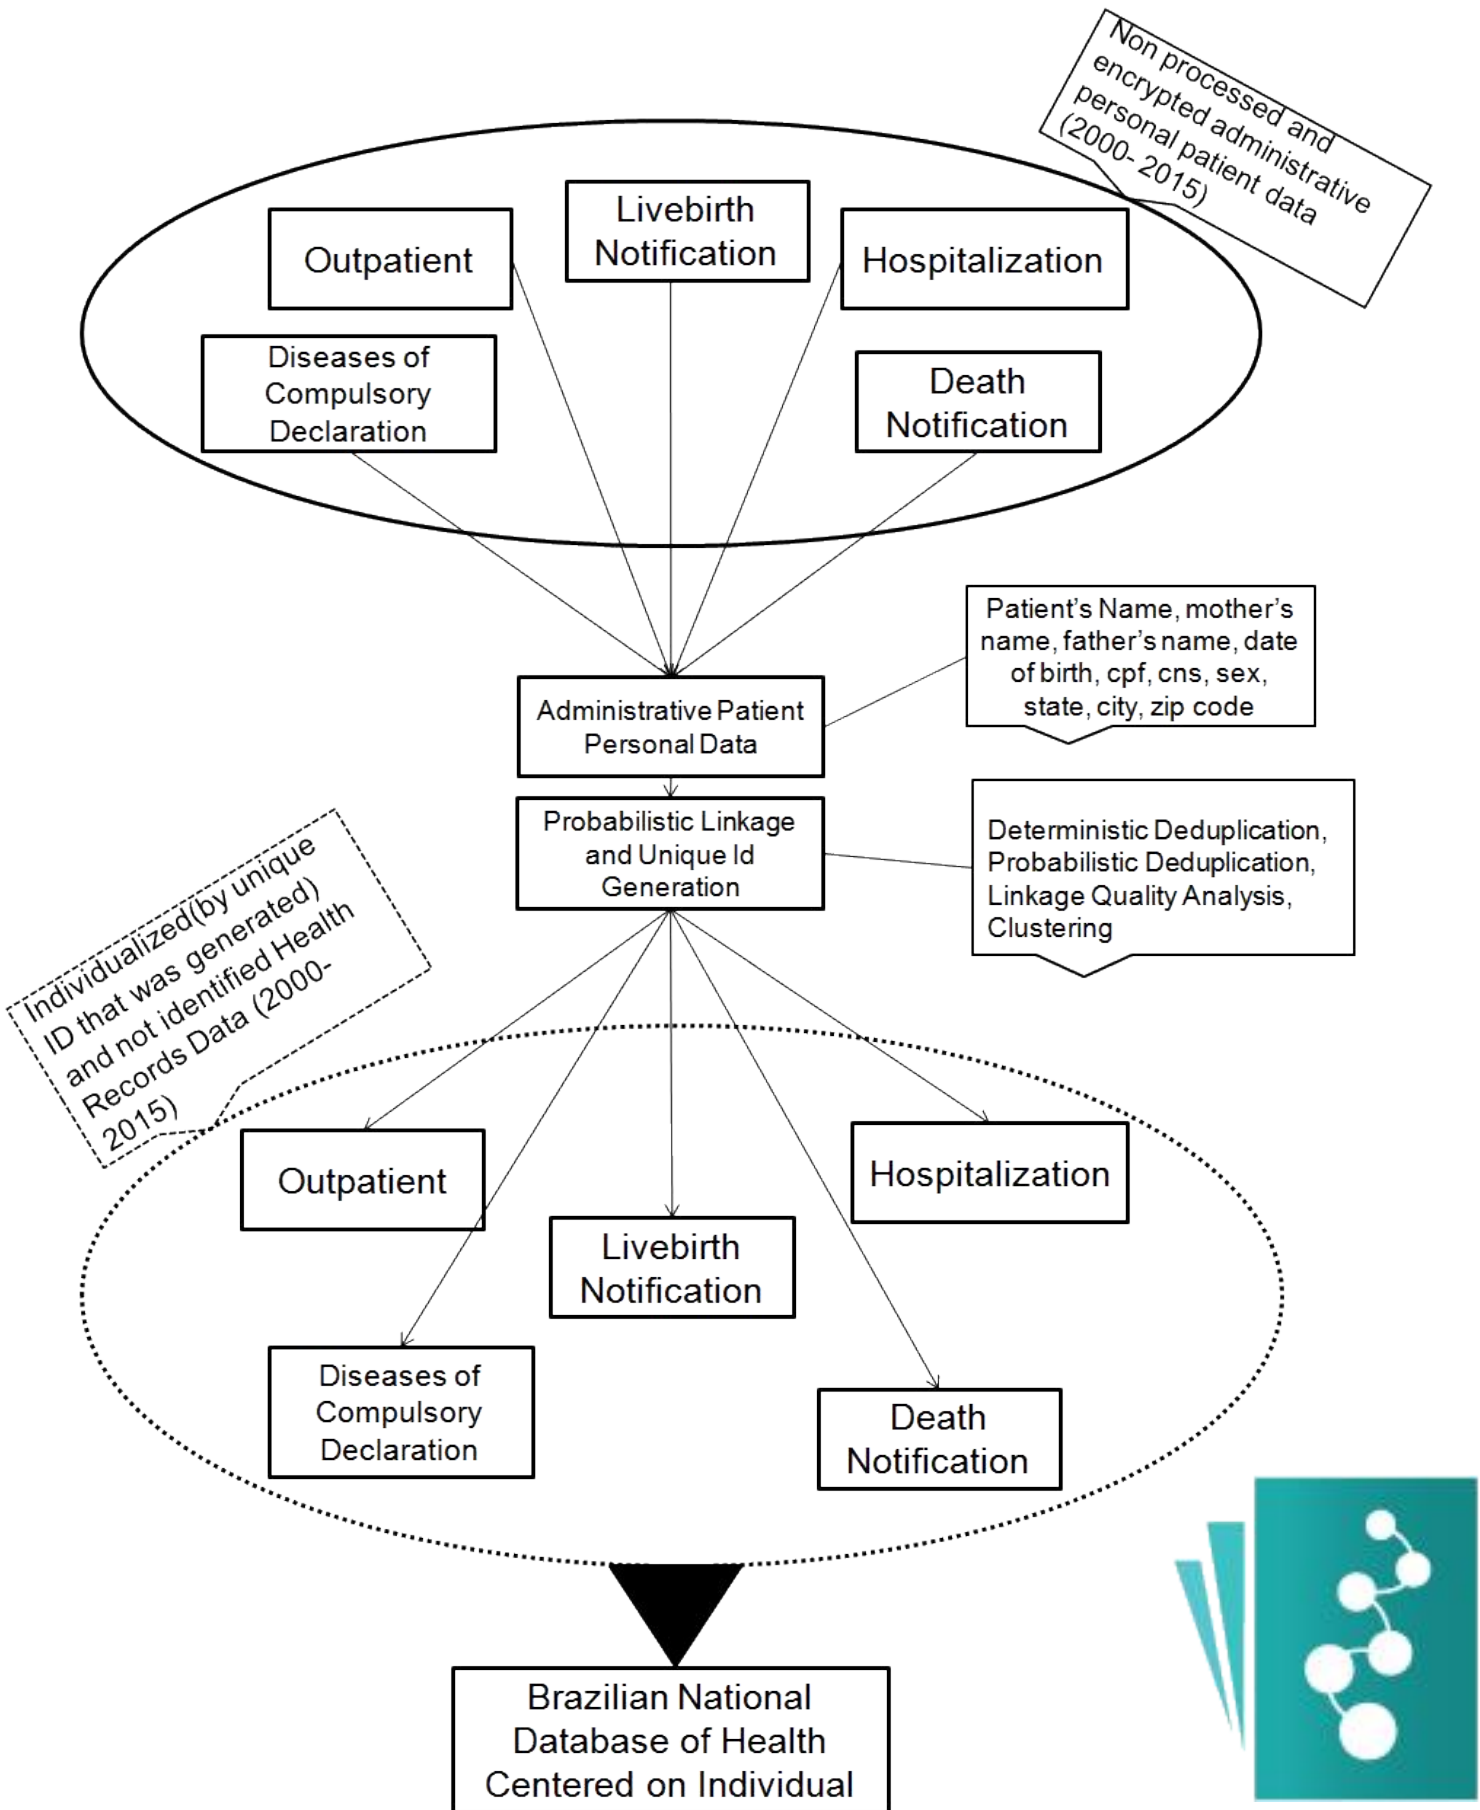 Non processed and
encrypted administrative
personal patient data
(2000- 2015)
Livebirth
Notification
Outpatient
Hospitalization
Diseases of
Compulsory
Declaration
Death
Notification
Patient’s Name, mother’s
name, father’s name, date
of birth, cpf, cns, sex,
state, city, zip code
Administrative Patient
Personal Data
Probabilistic Linkage
and Unique Id
Generation
Deterministic Deduplication,
Probabilistic Deduplication,
Linkage Quality Analysis,
Clustering
Individualized(by unique
ID that was generated)
and not identified Health
Records Data (2000-
2015)
Outpatient
Hospitalization
Livebirth
Notification
Diseases of
Compulsory
Declaration
Death
Notification
Brazilian National
Database of Health
Centered on Individual